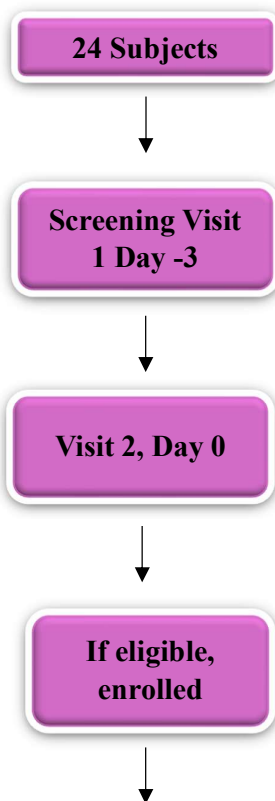 24 Subjects
Screening Visit
1 Day -3
Visit 2, Day 0
If eligible,
enrolled